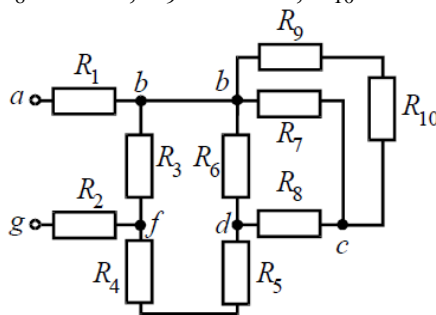 R₉
R₁ b b
a R₇ R₁₀
R₃ R₆ R₈
R₂
g f d c
R₄ R₅